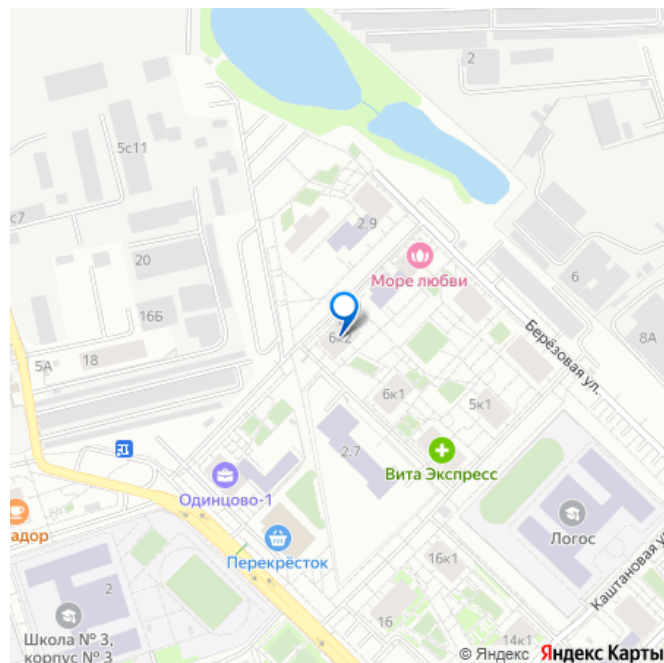 2
5с11
с7
2.9
20
Море любви
6
16Б
6к2
Берёзовая ул.
8А
5А
18
6к1
5к1
2.7
Вита Экспресс
Одинцово-1
адор
Логос
Перекрёсток
16к1
Каштановая у
2
16
Школа № 3,
корпус № 3
14к1
© Яндекс Яндекс Карты